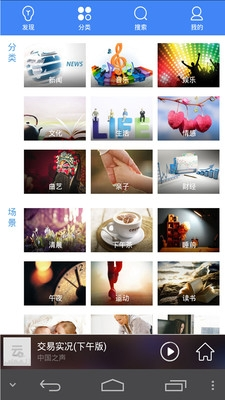 发现 分类 搜索 我的
分类
NEWS
新闻 音乐 娱乐
LIFE
文化 生活 情感
曲艺 亲子 财经
场景
清晨 下午茶 睡前
午夜 运动 读书
交易实况(下午版)
中国之声